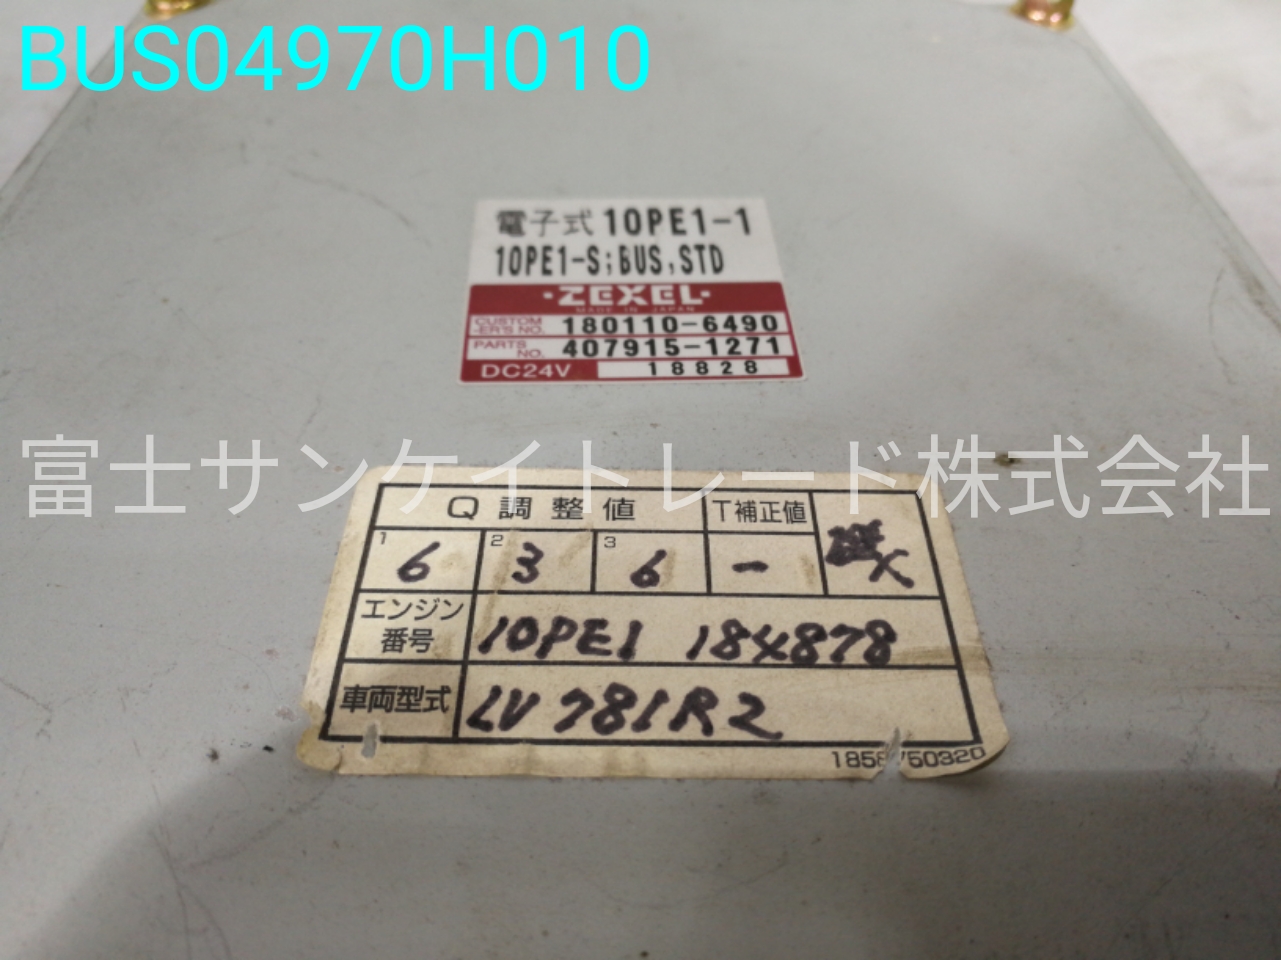 BUS04970H010
電子式 10PE1-1
10PE1-S;BUS,STD
·ZEXEL·
MADE IN JAPAN
CUSTOM -ER'S NO. 180110-6490
PARTS NO. 407915-1271
DC24V 18828
富士サンケイトレード株式会社
Q 調整値 T補正値
1 6 2 3 3 6 -
エンジン番号 10PE1 184878
車両型式 LV781R2